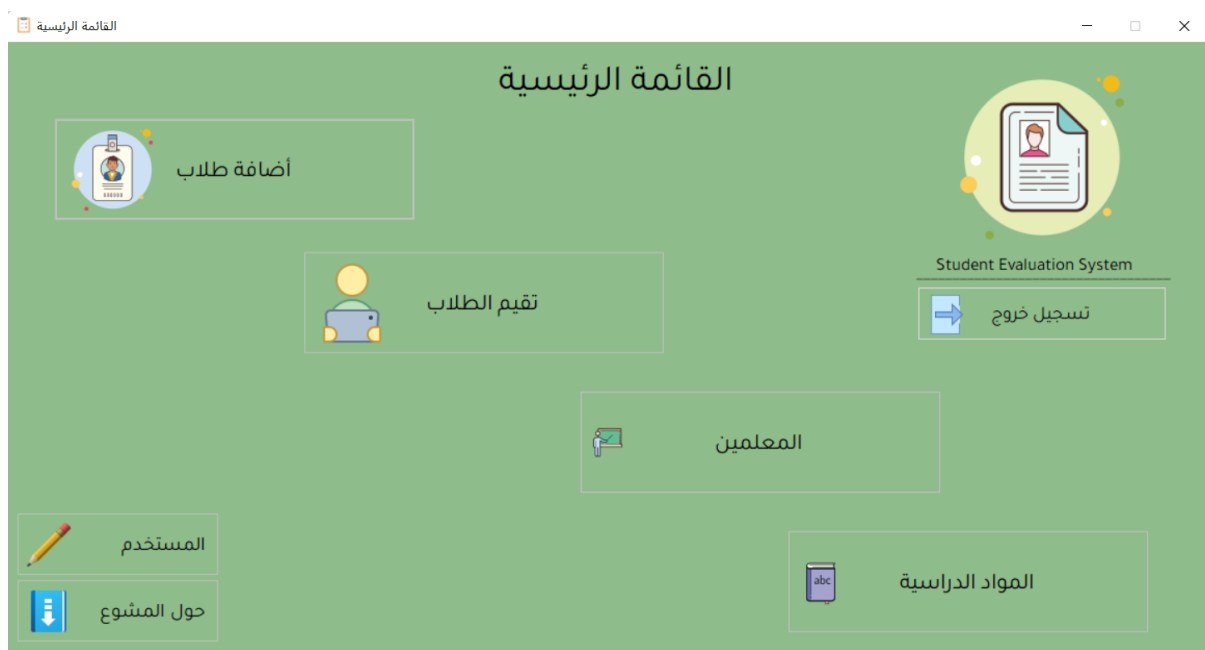 القائمة الرئيسية
القائمة الرئيسية
أضافة طلاب
Student Evaluation System
تقيم الطلاب
تسجيل خروج
المعلمين
المستخدم
المواد الدراسية
abc
حول المشوع